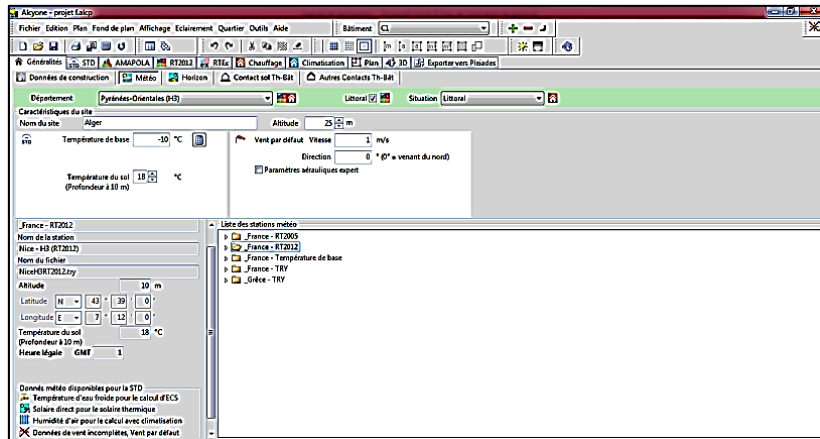 Alcyone - projet f.alcp
Fichier Edition Plan Fond de plan Affichage Eclairement Quartier Outils Aide Bâtiment
Généralités STD AMAPOLA RT2012 RTEx Chauffage Climatisation Plan 3D Exporter vers Pleiades
Données de construction Météo Horizon Contact sol Th-Bât Autres Contacts Th-Bât
Département Pyrénées-Orientales (H3) Littoral Situation Littoral
Caractéristiques du site
Nom du site Alger Altitude 25 m
STD Température de base -10 °C Vent par défaut Vitesse 1 m/s
Direction 0 ° (0° = venant du nord)
Température du sol 18 °C Paramètres aérauliques expert
(Profondeur à 10 m)
_France - RT2012 Liste des stations météo
Nom de la station _France - RT2005
Nice - H3 (RT2012) _France - RT2012
Nom du fichier _France - Température de base
NiceH3RT2012.try _France - TRY
Altitude 10 m _Grèce - TRY
Latitude N 43 ° 39 ' 0 "
Longitude E 7 ° 12 ' 0 "
Température du sol 18 °C
(Profondeur à 10 m)
Heure légale GMT 1
Donnés météo disponibles pour la STD
Température d'eau froide pour le calcul d'ECS
Solaire direct pour le solaire thermique
Humidité d'air pour le calcul avec climatisation
Données de vent incomplètes, Vent par défaut